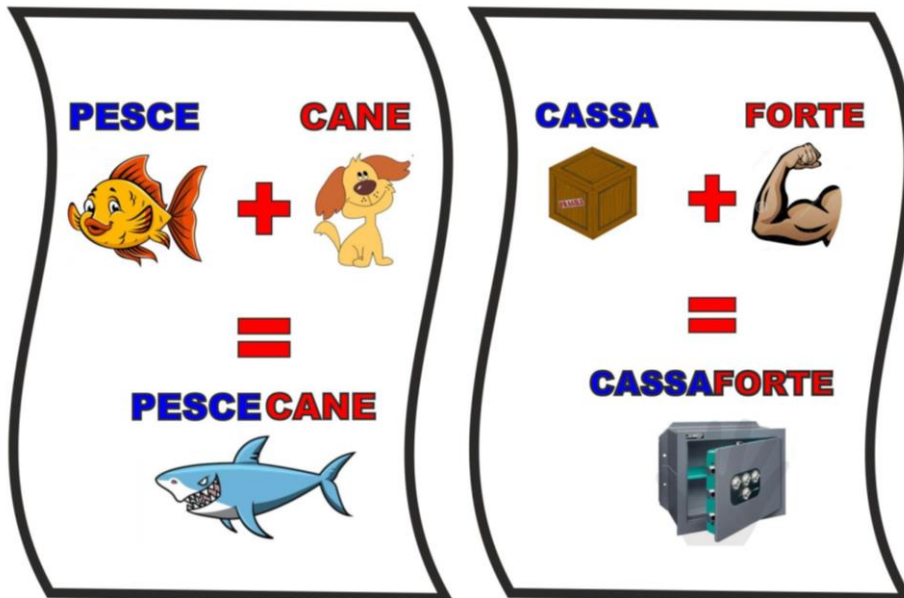 PESCE + CANE
=
PESCECANE
CASSA + FORTE
=
CASSAFORTE